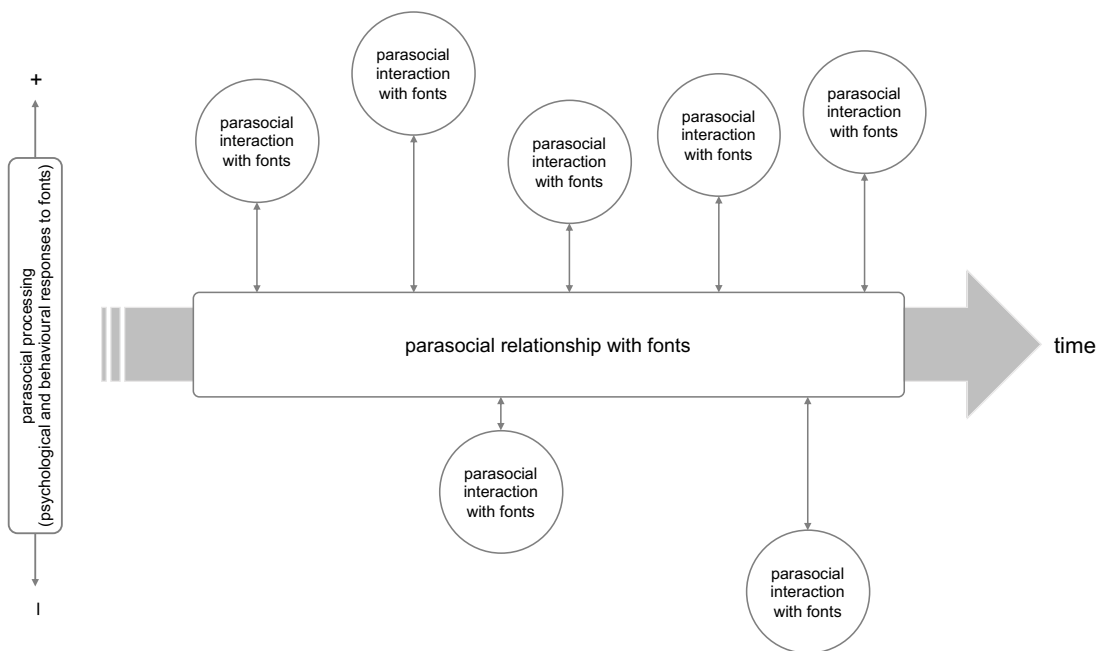 +
parasocial processing
(psychological and behavioural responses to fonts)
–
parasocial
interaction
with fonts
parasocial
interaction
with fonts
parasocial
interaction
with fonts
parasocial
interaction
with fonts
parasocial
interaction
with fonts
parasocial relationship with fonts
time
parasocial
interaction
with fonts
parasocial
interaction
with fonts